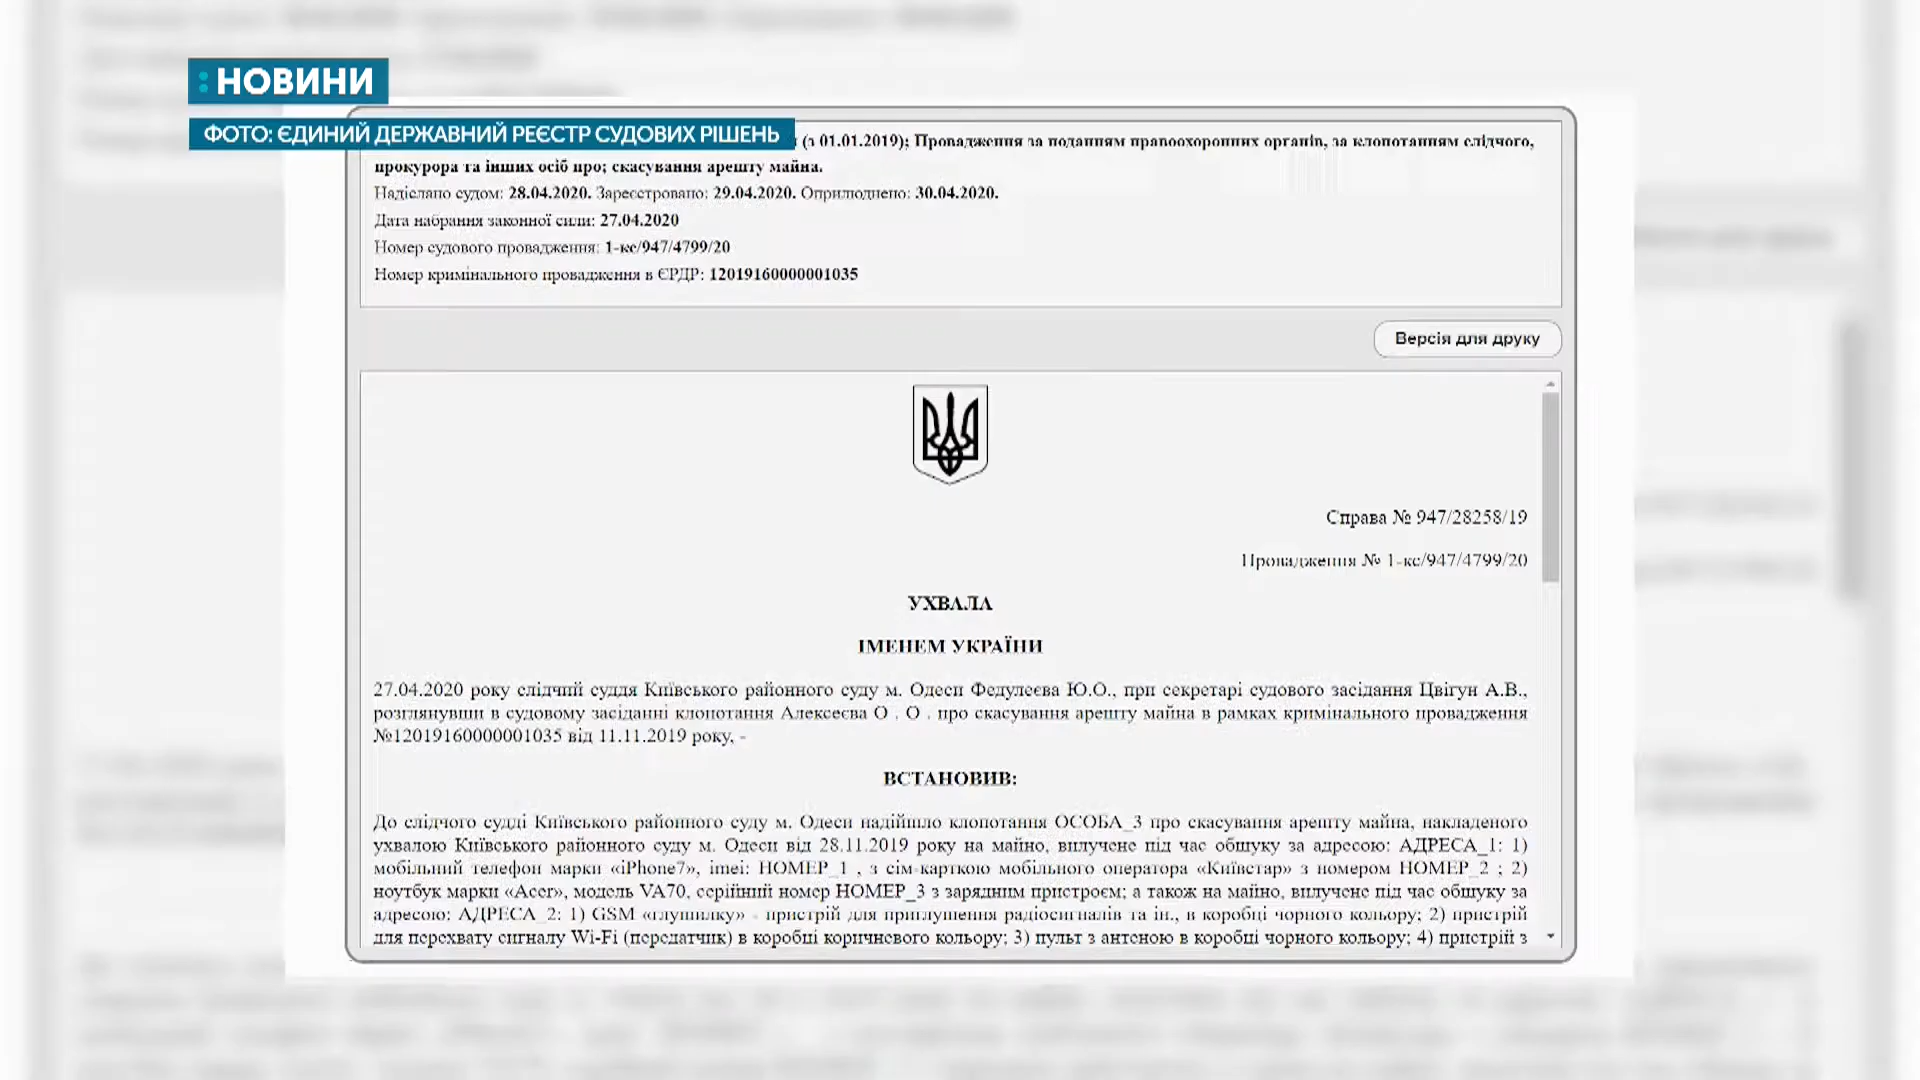 НОВИНИ
ФОТО: ЄДИНИЙ ДЕРЖАВНИЙ РЕЄСТР СУДОВИХ РІШЕНЬ
(з 01.01.2019); Провадження за поданням правоохоронних органів, за клопотанням слідчого,
прокурора та інших осіб про; скасування арешту майна.
Надіслано судом: 28.04.2020. Зареєстровано: 29.04.2020. Оприлюднено: 30.04.2020.
Дата набрання законної сили: 27.04.2020
Номер судового провадження: 1-кс/947/4799/20
Номер кримінального провадження в ЄРДР: 12019160000001035
Версія для друку
Справа № 947/28258/19
Провадження № 1-кс/947/4799/20
УХВАЛА
ІМЕНЕМ УКРАЇНИ
27.04.2020 року слідчий суддя Київського районного суду м. Одеси Федулеєва Ю.О., при секретарі судового засідання Цвігун А.В.,
розглянувши в судовому засіданні клопотання Алексеєва О . О . про скасування арешту майна в рамках кримінального провадження
№12019160000001035 від 11.11.2019 року, -
ВСТАНОВИВ:
До слідчого судді Київського районного суду м. Одеси надійшло клопотання ОСОБА_3 про скасування арешту майна, накладеного
ухвалою Київського районного суду м. Одеси від 28.11.2019 року на майно, вилучене під час обшуку за адресою: АДРЕСА_1: 1)
мобільний телефон марки «iPhone7», imei: НОМЕР_1 , з сім-карткою мобільного оператора «Київстар» з номером НОМЕР_2 ; 2)
ноутбук марки «Acer», модель VA70, серійний номер НОМЕР_3 з зарядним пристроєм; а також на майно, вилучене під час обшуку за
адресою: АДРЕСА_2: 1) GSM «глушилку» - пристрій для приглушення радіосигналів та ін., в коробці чорного кольору; 2) пристрій
для перехвату сигналу Wi-Fi (передатчик) в коробці коричневого кольору; 3) пульт з антеною в коробці чорного кольору; 4) пристрій з